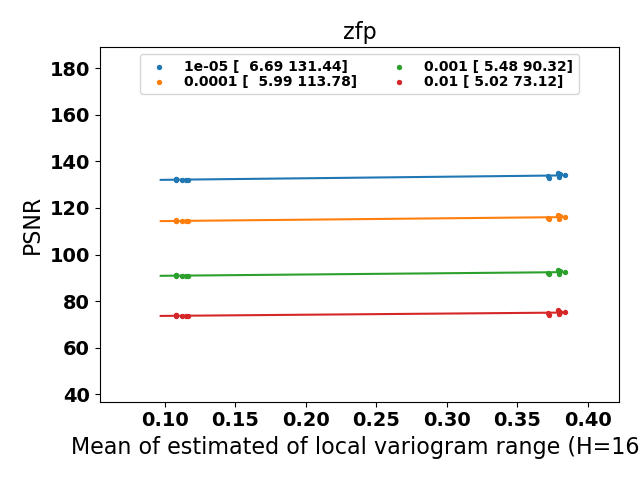 zfp
1e-05 [  6.69 131.44]
0.0001 [  5.99 113.78]
0.001 [ 5.48 90.32]
0.01 [ 5.02 73.12]
PSNR
180
160
140
120
100
80
60
40
0.10 0.15 0.20 0.25 0.30 0.35 0.40
Mean of estimated of local variogram range (H=16